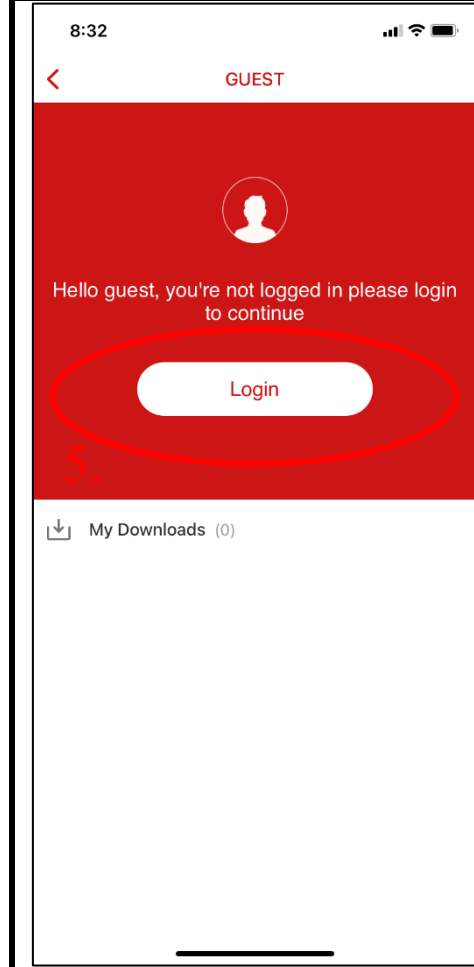 8:32
GUEST
Hello guest, you're not logged in please login
to continue
Login
5.
My Downloads (0)